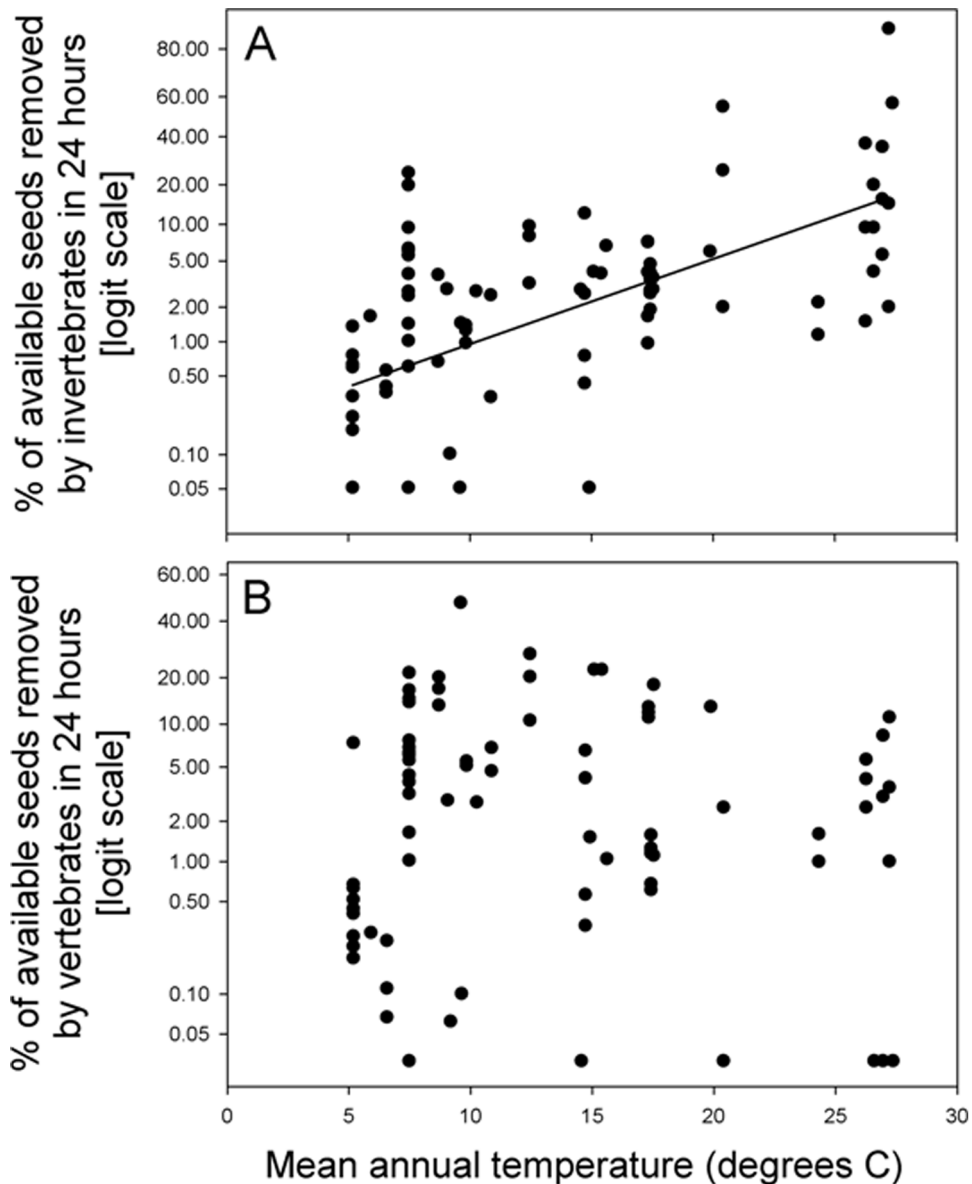 A
% of available seeds removed
by invertebrates in 24 hours
[logit scale]
80.00
60.00
40.00
20.00
10.00
5.00
2.00
1.00
0.50
0.10
0.05
B
% of available seeds removed
by vertebrates in 24 hours
[logit scale]
60.00
40.00
20.00
10.00
5.00
2.00
1.00
0.50
0.10
0.05
0 5 10 15 20 25 30
Mean annual temperature (degrees C)